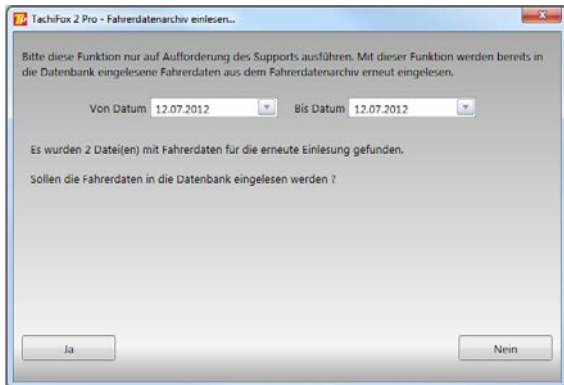 TachiFox 2 Pro - Fahrerdatenarchiv einlesen...
Bitte diese Funktion nur auf Aufforderung des Supports ausführen. Mit dieser Funktion werden bereits in
die Datenbank eingelesene Fahrerdaten aus dem Fahrerdatenarchiv erneut eingelesen.
Von Datum 12.07.2012 Bis Datum 12.07.2012
Es wurden 2 Datei(en) mit Fahrerdaten für die erneute Einlesung gefunden.
Sollen die Fahrerdaten in die Datenbank eingelesen werden ?
Ja Nein